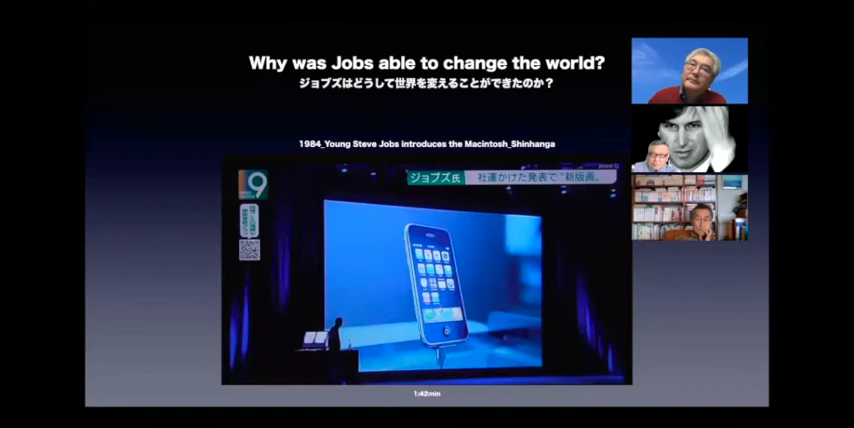 Why was Jobs able to change the world?
ジョブズはどうして世界を変えることができたのか？
1984_Young Steve Jobs introduces the Macintosh_Shinhanga
9
ジョブズ氏
社運かけた発表で“新版画„
1:42min